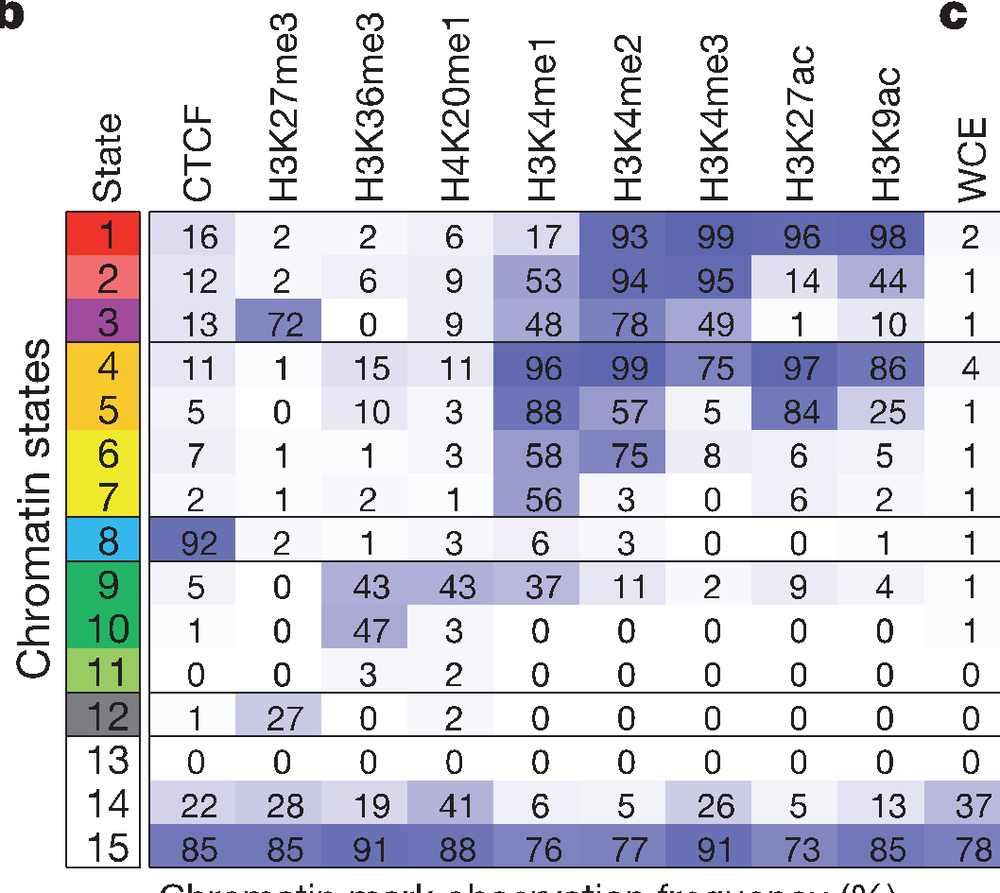 b
c
State CTCF H3K27me3 H3K36me3 H4K20me1 H3K4me1 H3K4me2 H3K4me3 H3K27ac H3K9ac WCE
Chromatin states
1 16 2 2 6 17 93 99 96 98 2
2 12 2 6 9 53 94 95 14 44 1
3 13 72 0 9 48 78 49 1 10 1
4 11 1 15 11 96 99 75 97 86 4
5 5 0 10 3 88 57 5 84 25 1
6 7 1 1 3 58 75 8 6 5 1
7 2 1 2 1 56 3 0 6 2 1
8 92 2 1 3 6 3 0 0 1 1
9 5 0 43 43 37 11 2 9 4 1
10 1 0 47 3 0 0 0 0 0 1
11 0 0 3 2 0 0 0 0 0 0
12 1 27 0 2 0 0 0 0 0 0
13 0 0 0 0 0 0 0 0 0 0
14 22 28 19 41 6 5 26 5 13 37
15 85 85 91 88 76 77 91 73 85 78
Chromatin mark observation frequency (%)